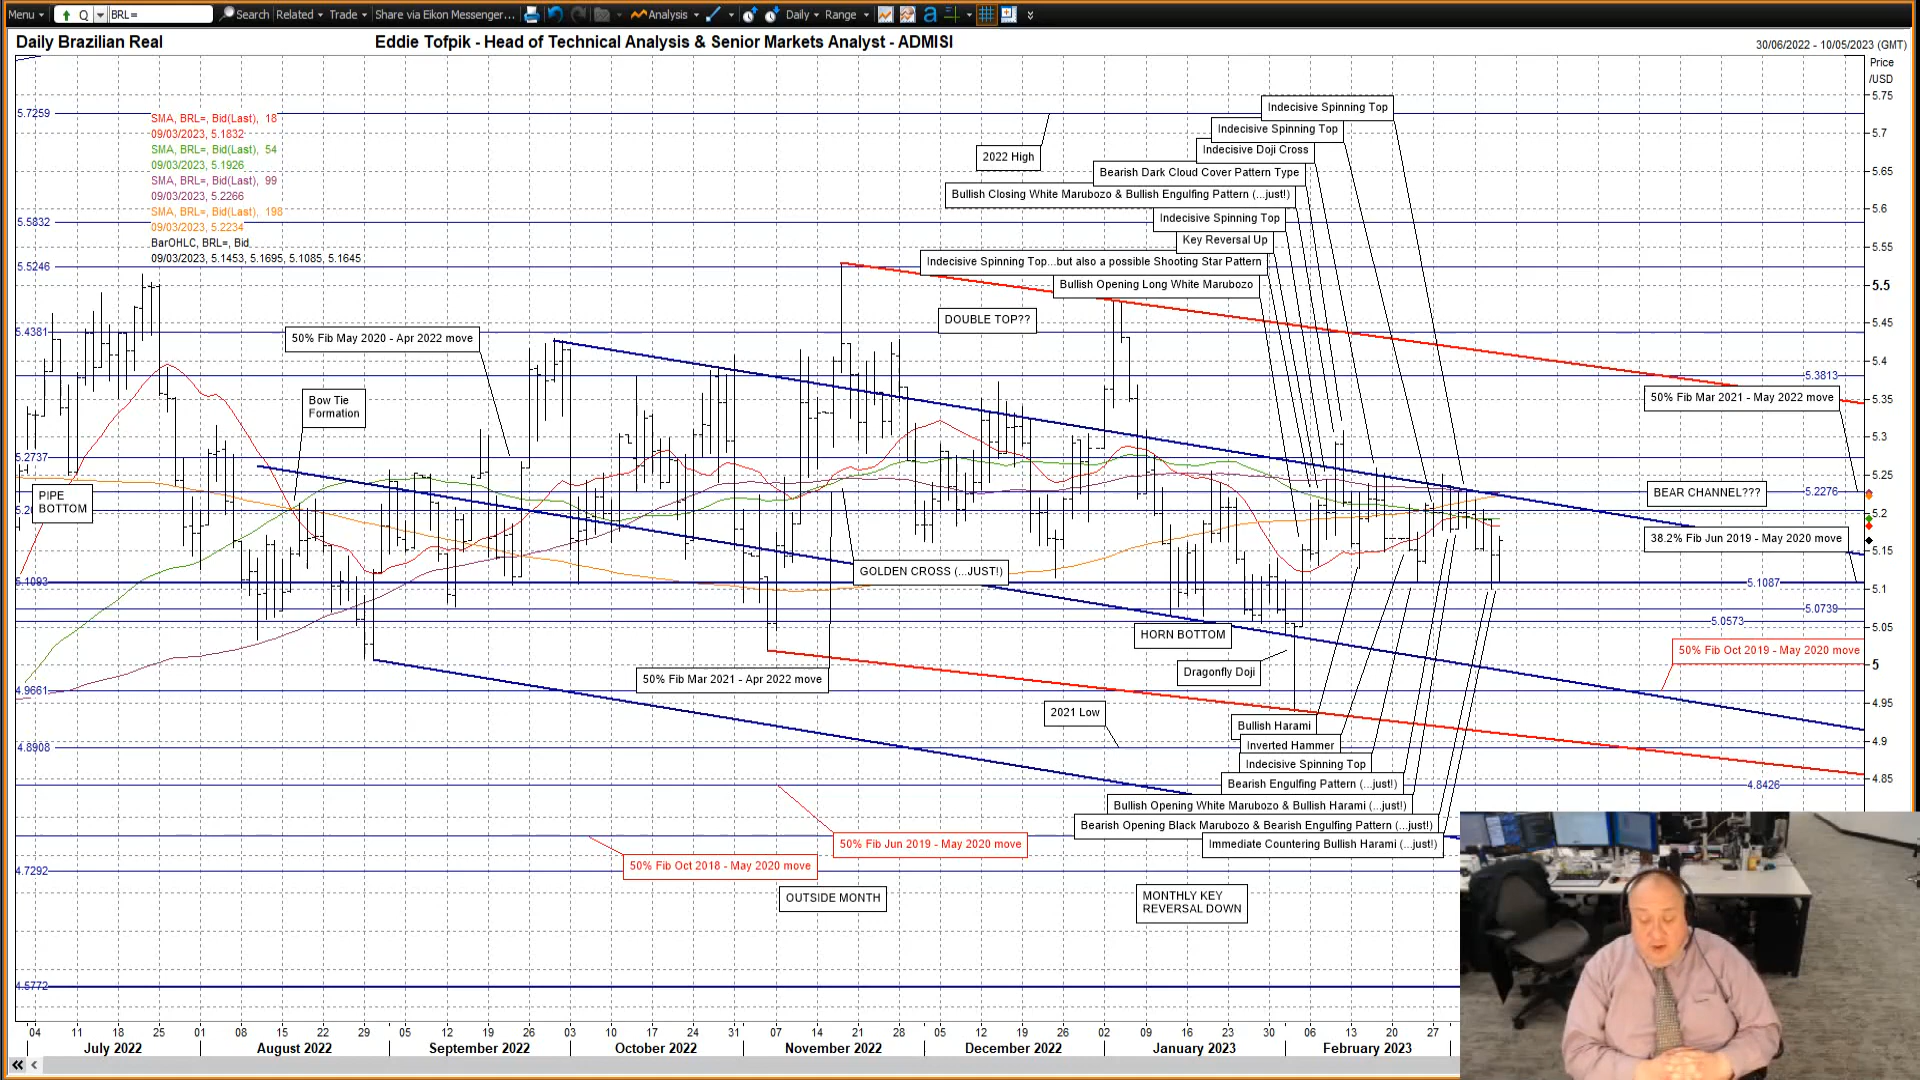 Menu
Q
BRL=
Search
Related
Trade
Share via Eikon Messenger...
Analysis
Daily
Range
Daily Brazilian Real
Eddie Tofpik - Head of Technical Analysis & Senior Markets Analyst - ADMISI
30/06/2022 - 10/05/2023 (GMT)
Price
/USD
SMA, BRL=, Bid(Last), 18
09/03/2023, 5.1832
SMA, BRL=, Bid(Last), 54
09/03/2023, 5.1926
SMA, BRL=, Bid(Last), 99
09/03/2023, 5.2266
SMA, BRL=, Bid(Last), 198
09/03/2023, 5.2234
BarOHLC, BRL=, Bid
09/03/2023, 5.1453, 5.1695, 5.1085, 5.1645
5.7259
5.5832
5.5246
5.4381
5.2737
5.1093
4.9661
4.8908
4.7292
4.5772
Indecisive Spinning Top
Indecisive Spinning Top
Indecisive Doji Cross
2022 High
Bearish Dark Cloud Cover Pattern Type
Bullish Closing White Marubozo & Bullish Engulfing Pattern (...just!)
Indecisive Spinning Top
Key Reversal Up
Indecisive Spinning Top...but also a possible Shooting Star Pattern
Bullish Opening Long White Marubozo
DOUBLE TOP??
50% Fib May 2020 - Apr 2022 move
Bow Tie
Formation
PIPE
BOTTOM
5.3813
50% Fib Mar 2021 - May 2022 move
BEAR CHANNEL???
5.2276
38.2% Fib Jun 2019 - May 2020 move
GOLDEN CROSS (...JUST!)
5.1087
5.0739
5.0573
HORN BOTTOM
50% Fib Oct 2019 - May 2020 move
Dragonfly Doji
50% Fib Mar 2021 - Apr 2022 move
2021 Low
Bullish Harami
Inverted Hammer
Indecisive Spinning Top
Bearish Engulfing Pattern (...just!)
4.8426
Bullish Opening White Marubozo & Bullish Harami (...just!)
Bearish Opening Black Marubozo & Bearish Engulfing Pattern (...just!)
Immediate Countering Bullish Harami (...just!)
50% Fib Jun 2019 - May 2020 move
50% Fib Oct 2018 - May 2020 move
OUTSIDE MONTH
MONTHLY KEY
REVERSAL DOWN
5.75
5.7
5.65
5.6
5.55
5.5
5.45
5.4
5.35
5.3
5.25
5.2
5.15
5.1
5.05
5
4.95
4.9
4.85
04 11 18 25 01 08 15 22 29 05 12 19 26 03 10 17 24 31 07 14 21 28 05 12 19 26 02 09 16 23 30 06 13 20 27
July 2022 August 2022 September 2022 October 2022 November 2022 December 2022 January 2023 February 2023